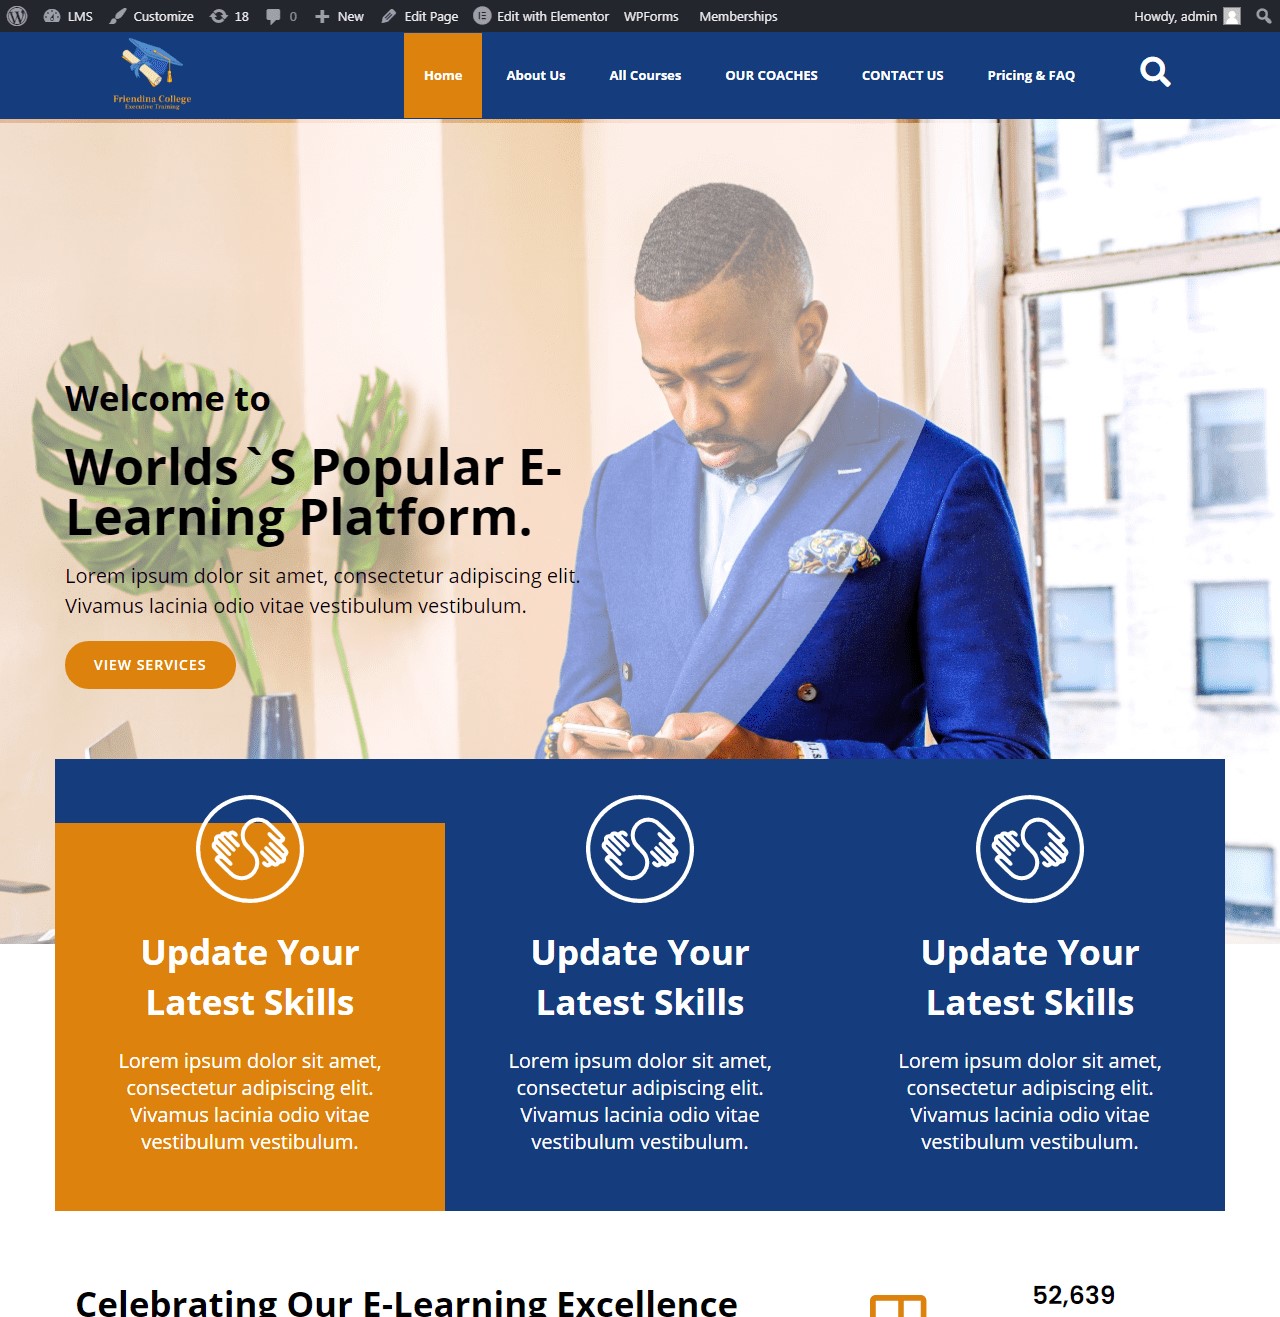 LMS Customize 18 0 New Edit Page Edit with Elementor WPForms Memberships Howdy, admin
Friendina College
Executive Training
Home About Us All Courses OUR COACHES CONTACT US Pricing & FAQ
Welcome to
Worlds`S Popular E-
Learning Platform.
Lorem ipsum dolor sit amet, consectetur adipiscing elit.
Vivamus lacinia odio vitae vestibulum vestibulum.
VIEW SERVICES
Update Your
Latest Skills
Lorem ipsum dolor sit amet,
consectetur adipiscing elit.
Vivamus lacinia odio vitae
vestibulum vestibulum.
Update Your
Latest Skills
Lorem ipsum dolor sit amet,
consectetur adipiscing elit.
Vivamus lacinia odio vitae
vestibulum vestibulum.
Update Your
Latest Skills
Lorem ipsum dolor sit amet,
consectetur adipiscing elit.
Vivamus lacinia odio vitae
vestibulum vestibulum.
Celebrating Our E-Learning Excellence
52,639